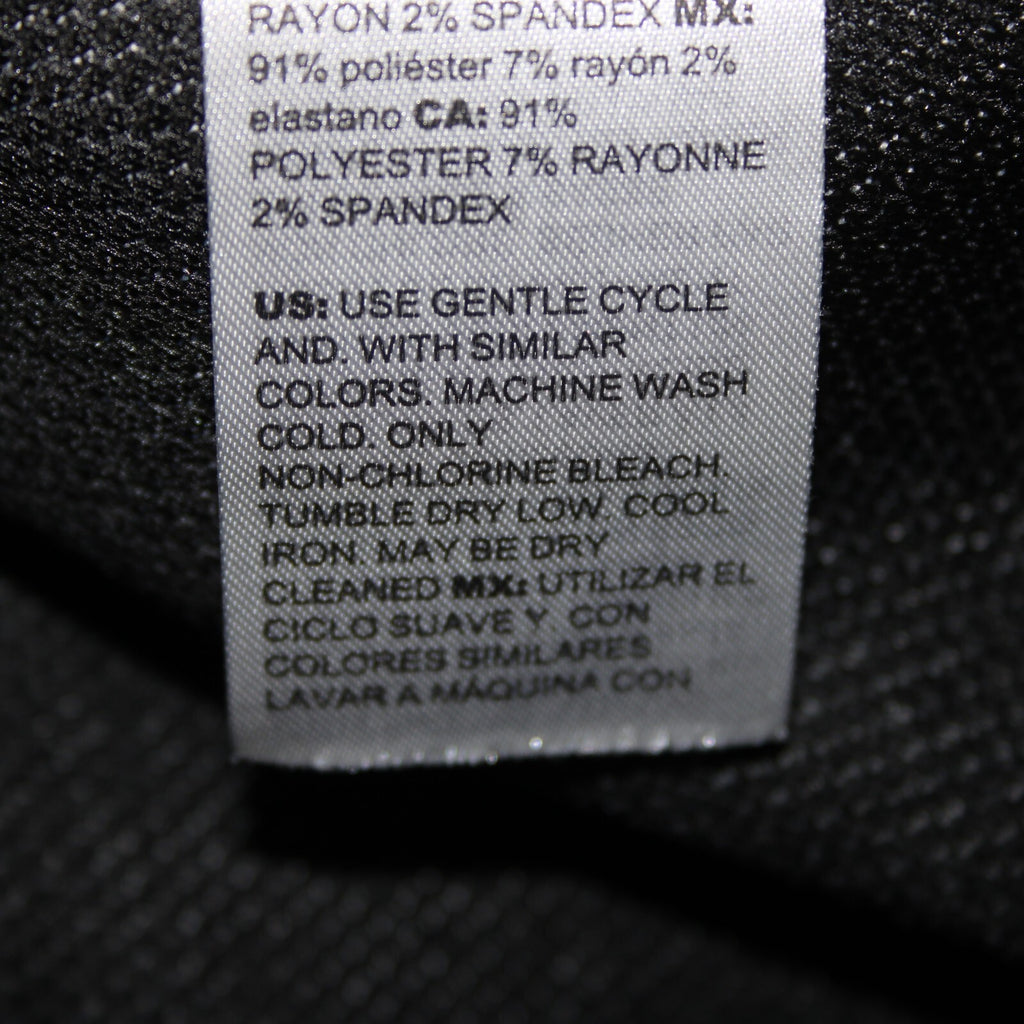 RAYON 2% SPANDEX MX:
91% poliéster 7% rayón 2%
elastano CA: 91%
POLYESTER 7% RAYONNE
2% SPANDEX
US: USE GENTLE CYCLE
AND. WITH SIMILAR
COLORS. MACHINE WASH
COLD. ONLY
NON-CHLORINE BLEACH.
TUMBLE DRY LOW. COOL
IRON. MAY BE DRY
CLEANED MX: UTILIZAR EL
CICLO SUAVE Y  CON
COLORES SIMILARES
LAVAR A MÁQUINA CON